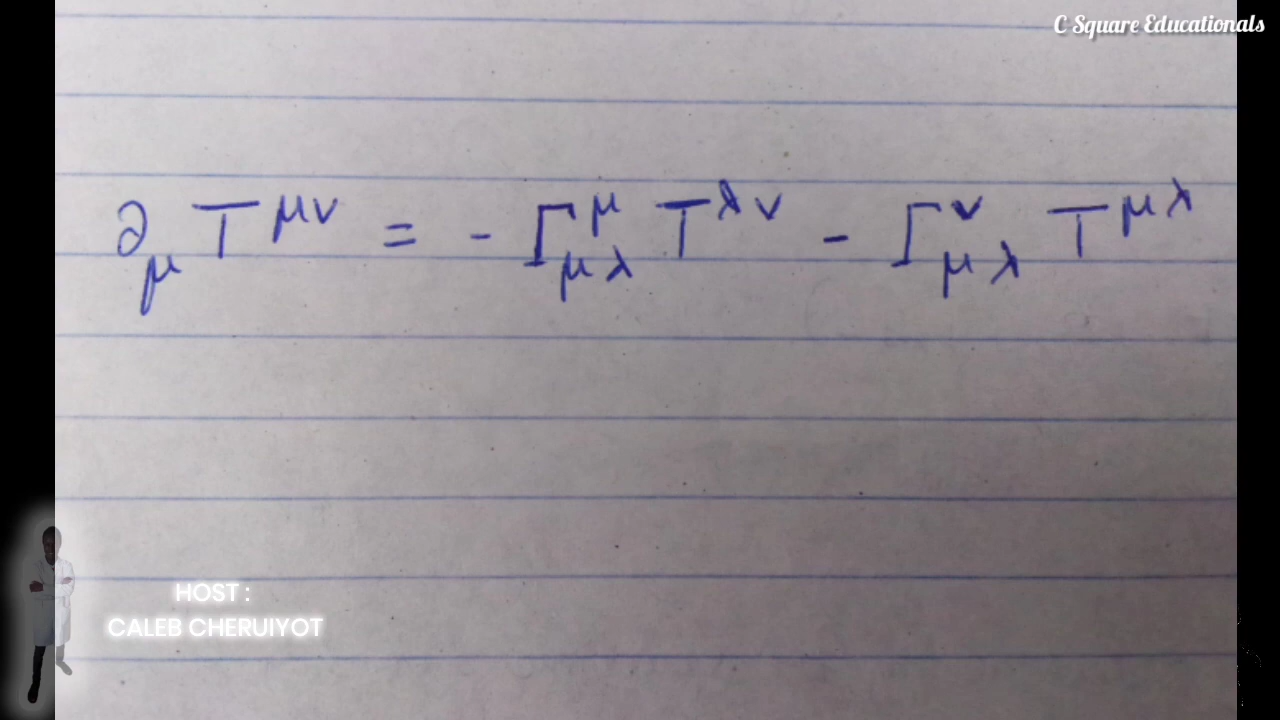 C Square Educationals
∂_μ T^{μν} = - Γ^μ_{μλ} T^{λν} - Γ^ν_{μλ} T^{μλ}
HOST :
CALEB CHERUIYOT